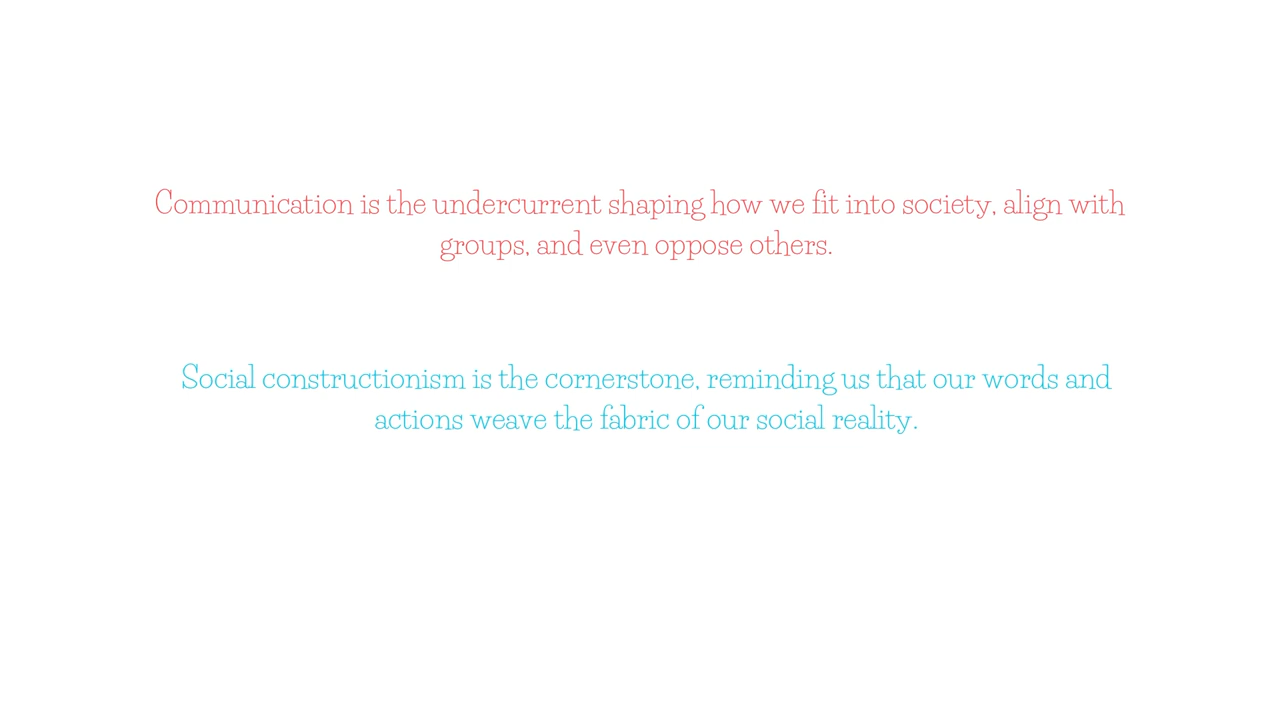 Communication is the undercurrent shaping how we fit into society, align with
groups, and even oppose others.
Social constructionism is the cornerstone, reminding us that our words and
actions weave the fabric of our social reality.